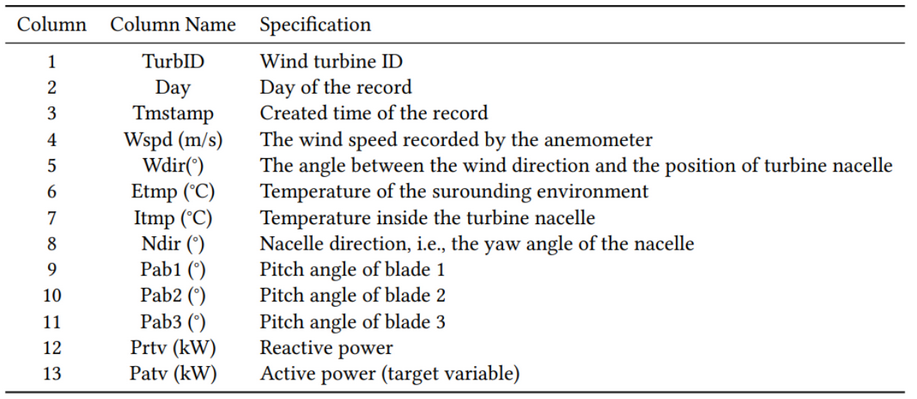 Column Column Name Specification
1 TurbID Wind turbine ID
2 Day Day of the record
3 Tmstamp Created time of the record
4 Wspd (m/s) The wind speed recorded by the anemometer
5 Wdir(°) The angle between the wind direction and the position of turbine nacelle
6 Etmp (°C) Temperature of the surounding environment
7 Itmp (°C) Temperature inside the turbine nacelle
8 Ndir (°) Nacelle direction, i.e., the yaw angle of the nacelle
9 Pab1 (°) Pitch angle of blade 1
10 Pab2 (°) Pitch angle of blade 2
11 Pab3 (°) Pitch angle of blade 3
12 Prtv (kW) Reactive power
13 Patv (kW) Active power (target variable)